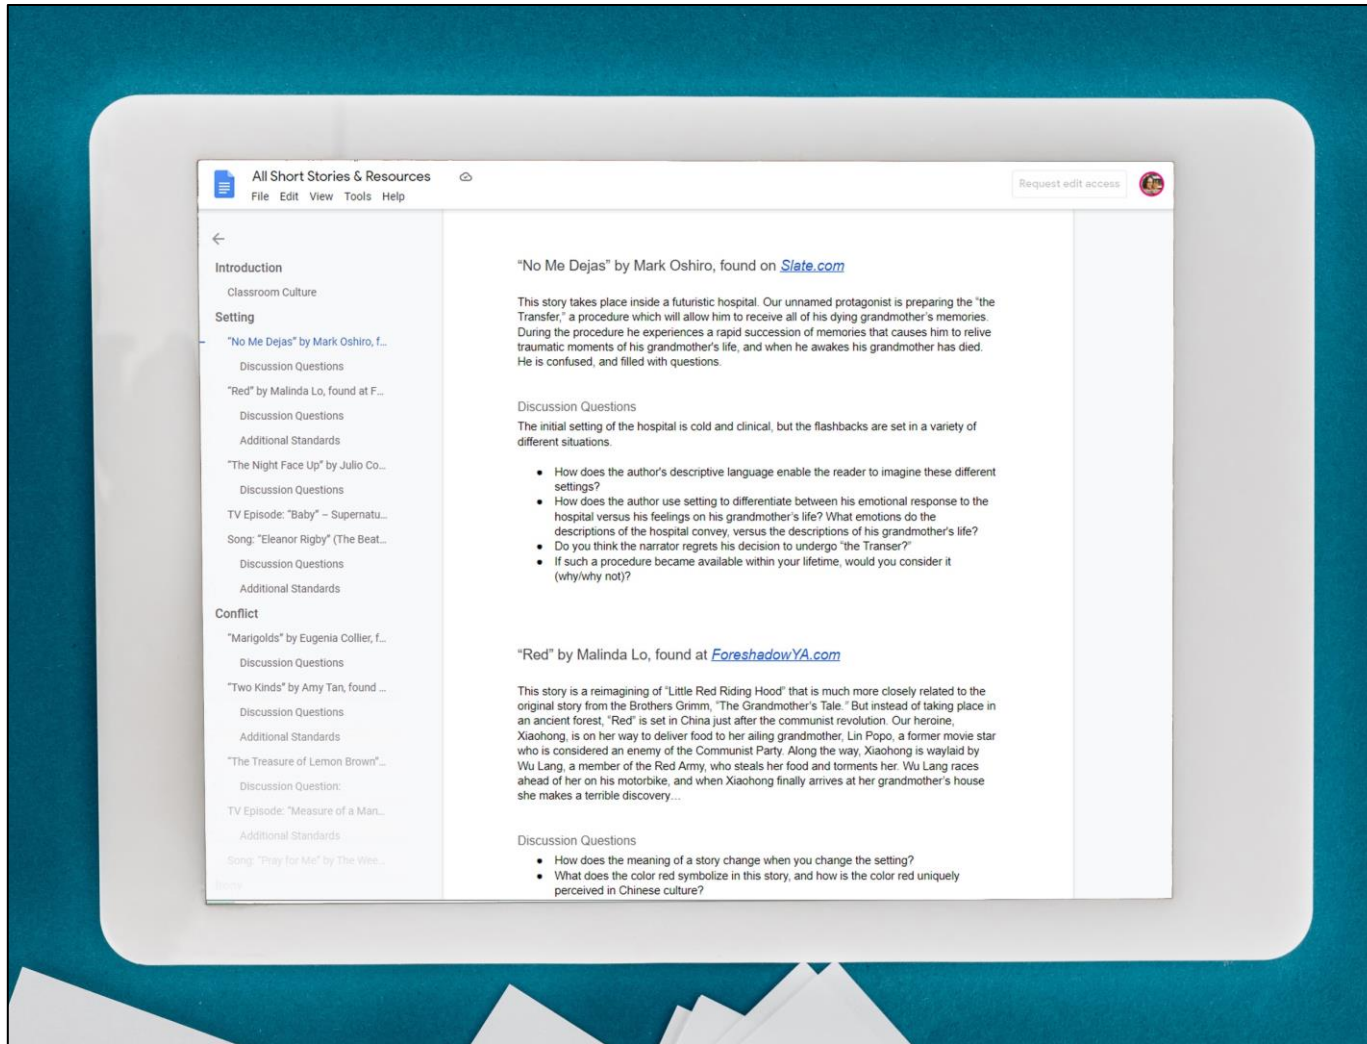 All Short Stories & Resources
File Edit View Tools Help
Request edit access
Introduction
Classroom Culture
Setting
"No Me Dejas" by Mark Oshiro, f...
Discussion Questions
"Red" by Malinda Lo, found at F...
Discussion Questions
Additional Standards
"The Night Face Up" by Julio Co...
Discussion Questions
TV Episode: "Baby" – Supernatu...
Song: "Eleanor Rigby" (The Beat...
Discussion Questions
Additional Standards
Conflict
"Marigolds" by Eugenia Collier, f...
Discussion Questions
"Two Kinds" by Amy Tan, found ...
Discussion Questions
Additional Standards
"The Treasure of Lemon Brown"...
Discussion Question:
TV Episode: "Measure of a Man...
Additional Standards
Song: "Pray for Me" by The Wee...
"No Me Dejas" by Mark Oshiro, found on Slate.com
This story takes place inside a futuristic hospital. Our unnamed protagonist is preparing the "the
Transfer," a procedure which will allow him to receive all of his dying grandmother's memories.
During the procedure he experiences a rapid succession of memories that causes him to relive
traumatic moments of his grandmother's life, and when he awakes his grandmother has died.
He is confused, and filled with questions.
Discussion Questions
The initial setting of the hospital is cold and clinical, but the flashbacks are set in a variety of
different situations.
● How does the author's descriptive language enable the reader to imagine these different
settings?
● How does the author use setting to differentiate between his emotional response to the
hospital versus his feelings on his grandmother's life? What emotions do the
descriptions of the hospital convey, versus the descriptions of his grandmother's life?
● Do you think the narrator regrets his decision to undergo "the Transer?"
● If such a procedure became available within your lifetime, would you consider it
(why/why not)?
"Red" by Malinda Lo, found at ForeshadowYA.com
This story is a reimagining of "Little Red Riding Hood" that is much more closely related to the
original story from the Brothers Grimm, "The Grandmother's Tale." But instead of taking place in
an ancient forest, "Red" is set in China just after the communist revolution. Our heroine,
Xiaohong, is on her way to deliver food to her ailing grandmother, Lin Popo, a former movie star
who is considered an enemy of the Communist Party. Along the way, Xiaohong is waylaid by
Wu Lang, a member of the Red Army, who steals her food and torments her. Wu Lang races
ahead of her on his motorbike, and when Xiaohong finally arrives at her grandmother's house
she makes a terrible discovery…
Discussion Questions
● How does the meaning of a story change when you change the setting?
● What does the color red symbolize in this story, and how is the color red uniquely
perceived in Chinese culture?